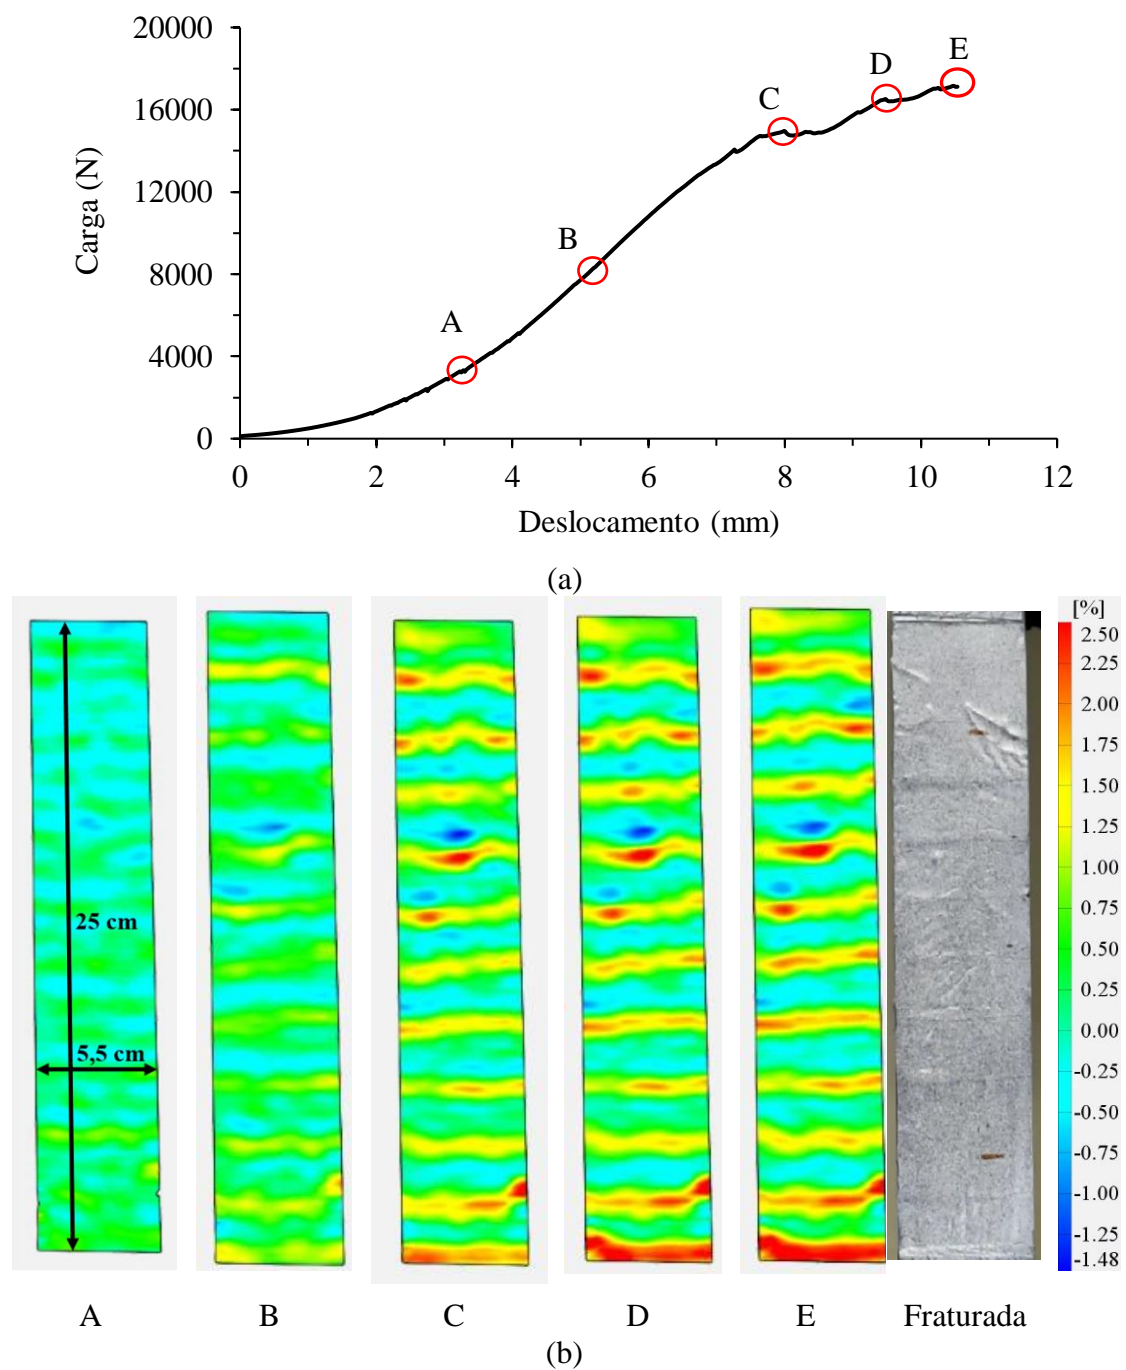 20000
16000
12000
8000
4000
0
Carga (N)
A
B
C
D
E
0 2 4 6 8 10 12
Deslocamento (mm)
(a)
25 cm
5,5 cm
[%]
2.50
2.25
2.00
1.75
1.50
1.25
1.00
0.75
0.50
0.25
0.00
-0.25
-0.50
-0.75
-1.00
-1.25
-1.48
A B C D E Fraturada
(b)